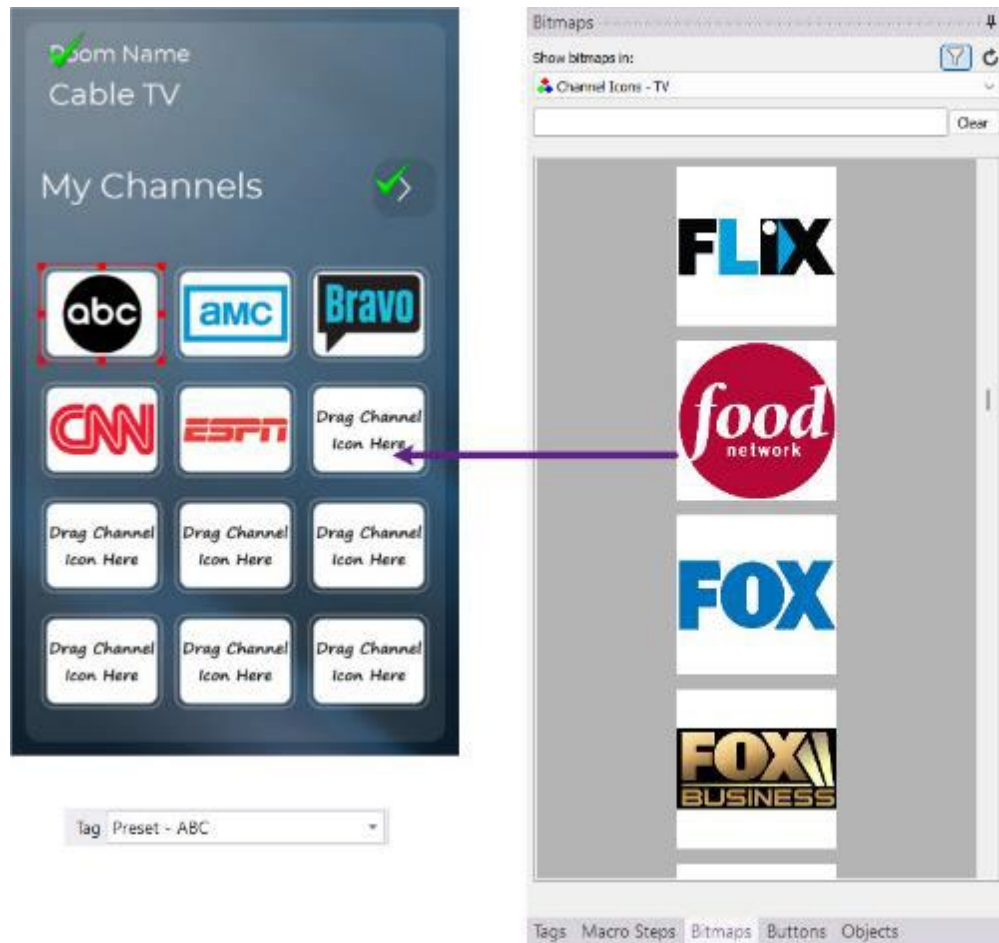 Room Name
Cable TV
My Channels
abc
aMC
Bravo
CNN
ESPN
Drag Channel
Icon Here
Drag Channel
Icon Here
Drag Channel
Icon Here
Drag Channel
Icon Here
Drag Channel
Icon Here
Drag Channel
Icon Here
Drag Channel
Icon Here
Tag Preset - ABC
Bitmaps
Show bitmaps in:
Channel Icons - TV
Clear
FLiX
food
network
FOX
FOX
BUSINESS
Tags Macro Steps Bitmaps Buttons Objects